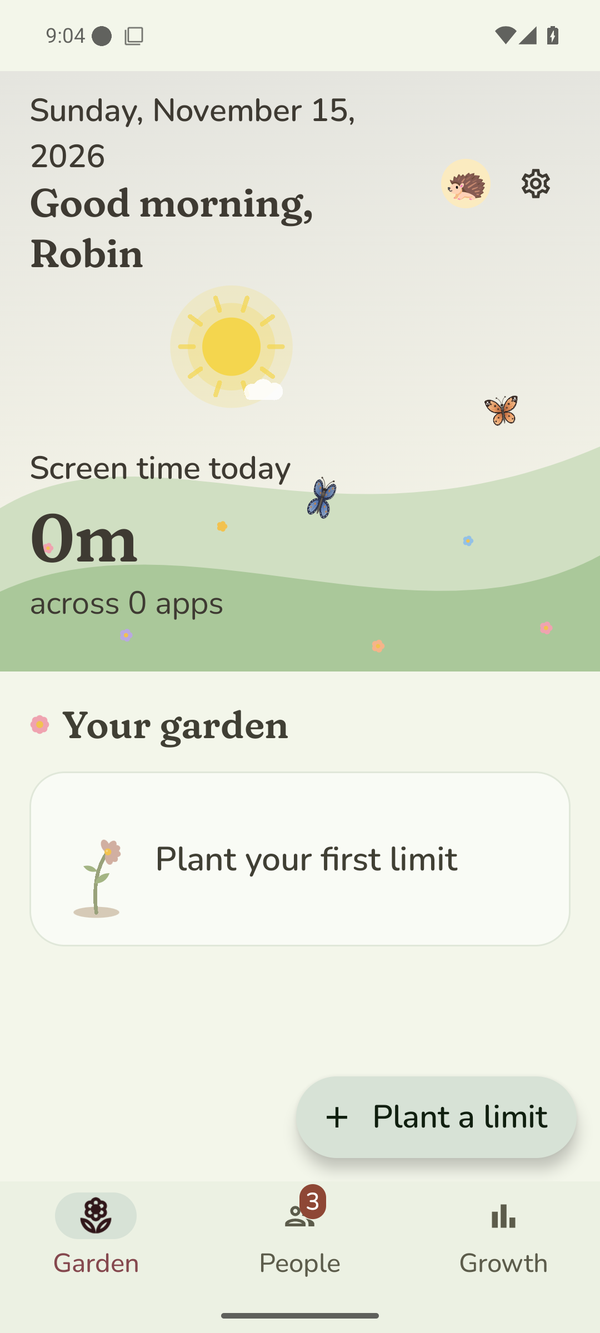 9:04
Sunday, November 15,
2026
Good morning,
Robin
Screen time today
0m
across 0 apps
Your garden
Plant your first limit
+ Plant a limit
3
Garden
People
Growth